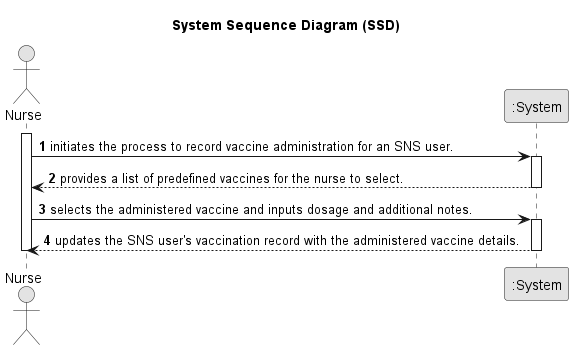 System Sequence Diagram (SSD)
Nurse
:System
1 initiates the process to record vaccine administration for an SNS user.
2 provides a list of predefined vaccines for the nurse to select.
3 selects the administered vaccine and inputs dosage and additional notes.
4 updates the SNS user's vaccination record with the administered vaccine details.
Nurse
:System